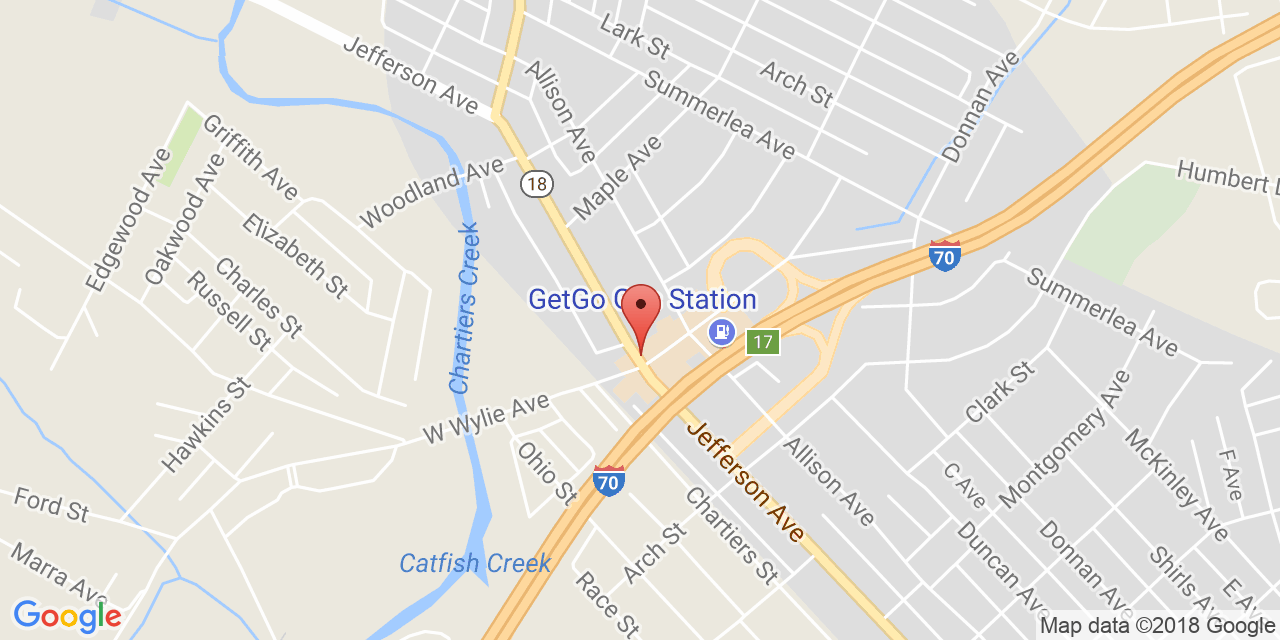 Lark St
Jefferson Ave
Allison Ave
Arch St
Summerlea Ave
Donnan Ave
Griffith Ave
Maple Ave
Humbert
Woodland Ave
18
Edgewood Ave
Oakwood Ave
Elizabeth St
Chartiers Creek
70
Charles St
Russell St
Summerlea Ave
GetGo Station
17
Hawkins St
W Wylie Ave
Clark St
Montgomery Ave
Jefferson Ave
Allison Ave
McKinley Ave
Ohio St
70
C Ave
F Ave
Ford St
Chartiers St
Duncan Ave
Donnan Ave
Shirls Av
E Av
Marra Ave
Catfish Creek
Arch St
Race St
Google
Map data ©2018 Google